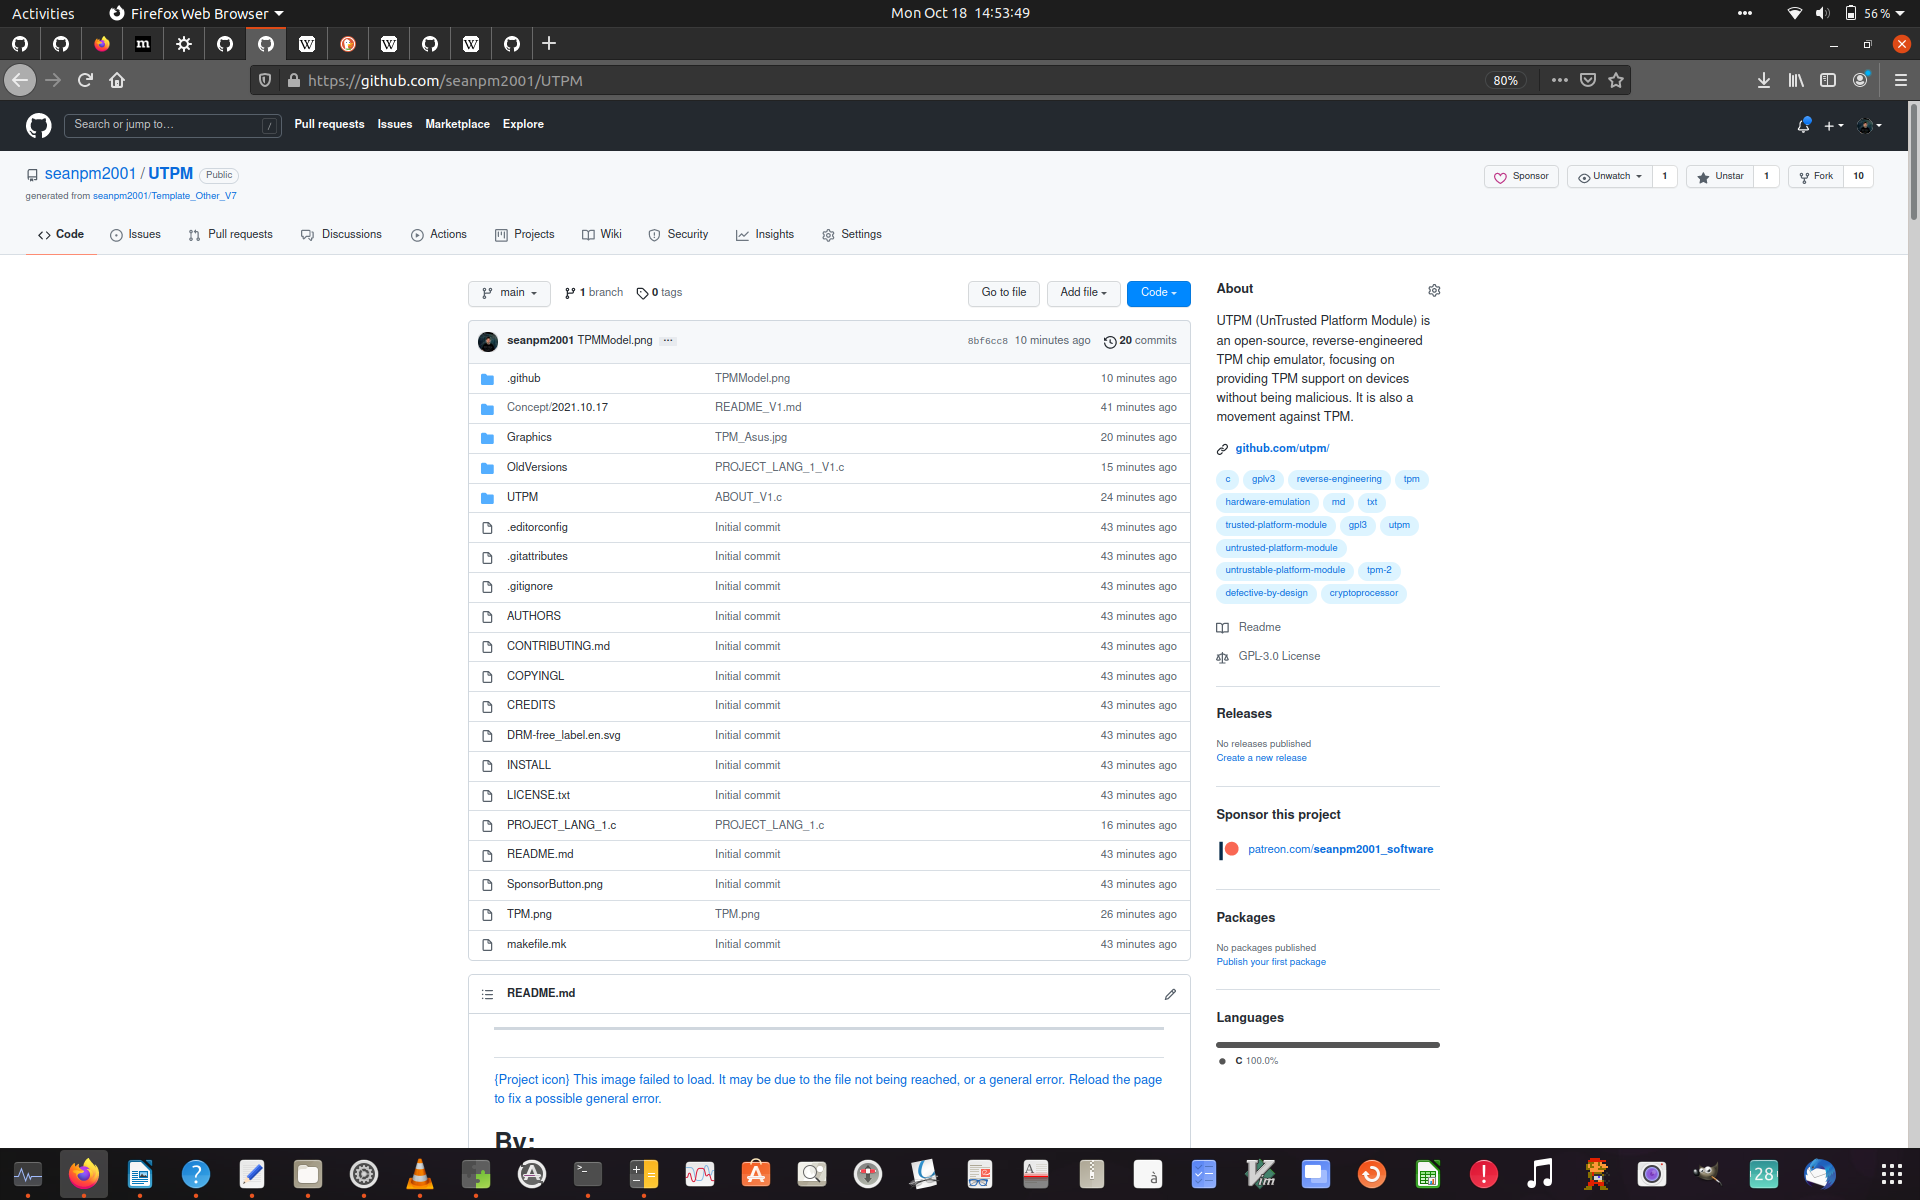 Activities
Firefox Web Browser
Mon Oct 18 14:53:49
56 %
https://github.com/seanpm2001/UTPM
80%
Search or jump to...
/
Pull requests
Issues
Marketplace
Explore
seanpm2001 / UTPM
Public
generated from seanpm2001/Template_Other_V7
Sponsor
Unwatch
1
Unstar
1
Fork
10
Code
Issues
Pull requests
Discussions
Actions
Projects
Wiki
Security
Insights
Settings
main
1 branch
0 tags
Go to file
Add file
Code
seanpm2001 TPMModel.png
8bf6cc8 10 minutes ago
20 commits
.github TPMModel.png 10 minutes ago
Concept/2021.10.17 README_V1.md 41 minutes ago
Graphics TPM_Asus.jpg 20 minutes ago
OldVersions PROJECT_LANG_1_V1.c 15 minutes ago
UTPM ABOUT_V1.c 24 minutes ago
.editorconfig Initial commit 43 minutes ago
.gitattributes Initial commit 43 minutes ago
.gitignore Initial commit 43 minutes ago
AUTHORS Initial commit 43 minutes ago
CONTRIBUTING.md Initial commit 43 minutes ago
COPYINGL Initial commit 43 minutes ago
CREDITS Initial commit 43 minutes ago
DRM-free_label.en.svg Initial commit 43 minutes ago
INSTALL Initial commit 43 minutes ago
LICENSE.txt Initial commit 43 minutes ago
PROJECT_LANG_1.c PROJECT_LANG_1.c 16 minutes ago
README.md Initial commit 43 minutes ago
SponsorButton.png Initial commit 43 minutes ago
TPM.png TPM.png 26 minutes ago
makefile.mk Initial commit 43 minutes ago
README.md
{Project icon} This image failed to load. It may be due to the file not being reached, or a general error. Reload the page
to fix a possible general error.
By:
About
UTPM (UnTrusted Platform Module) is
an open-source, reverse-engineered
TPM chip emulator, focusing on
providing TPM support on devices
without being malicious. It is also a
movement against TPM.
github.com/utpm/
c gplv3 reverse-engineering tpm
hardware-emulation md txt
trusted-platform-module gpl3 utpm
untrusted-platform-module
untrustable-platform-module tpm-2
defective-by-design cryptoprocessor
Readme
GPL-3.0 License
Releases
No releases published
Create a new release
Sponsor this project
patreon.com/seanpm2001_software
Packages
No packages published
Publish your first package
Languages
C 100.0%
28